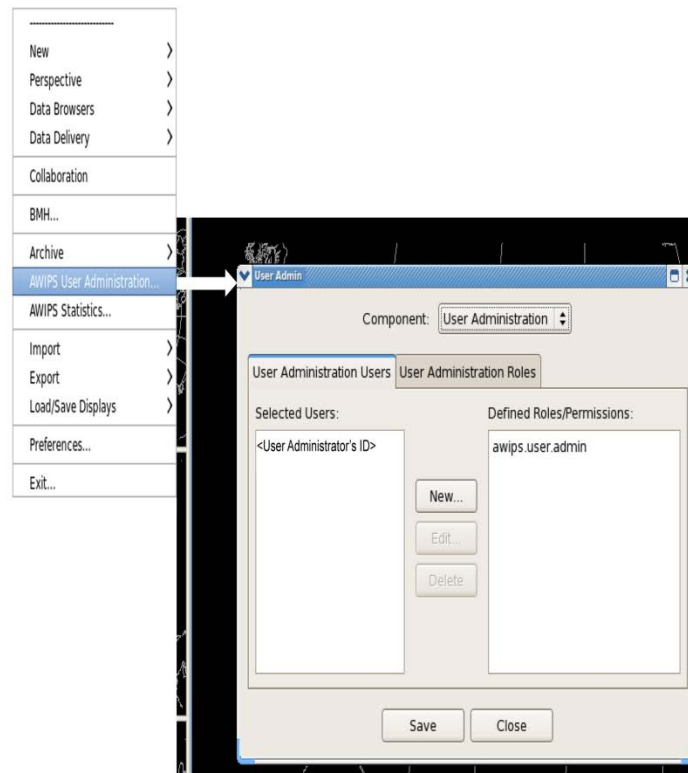 ----------------------------
New
Perspective
Data Browsers
Data Delivery
Collaboration
BMH...
Archive
AWIPS User Administration...
AWIPS Statistics...
Import
Export
Load/Save Displays
Preferences...
Exit...
User Admin
Component: User Administration
User Administration Users User Administration Roles
Selected Users: Defined Roles/Permissions:
<User Administrator's ID> awips.user.admin
New...
Edit...
Delete
Save Close